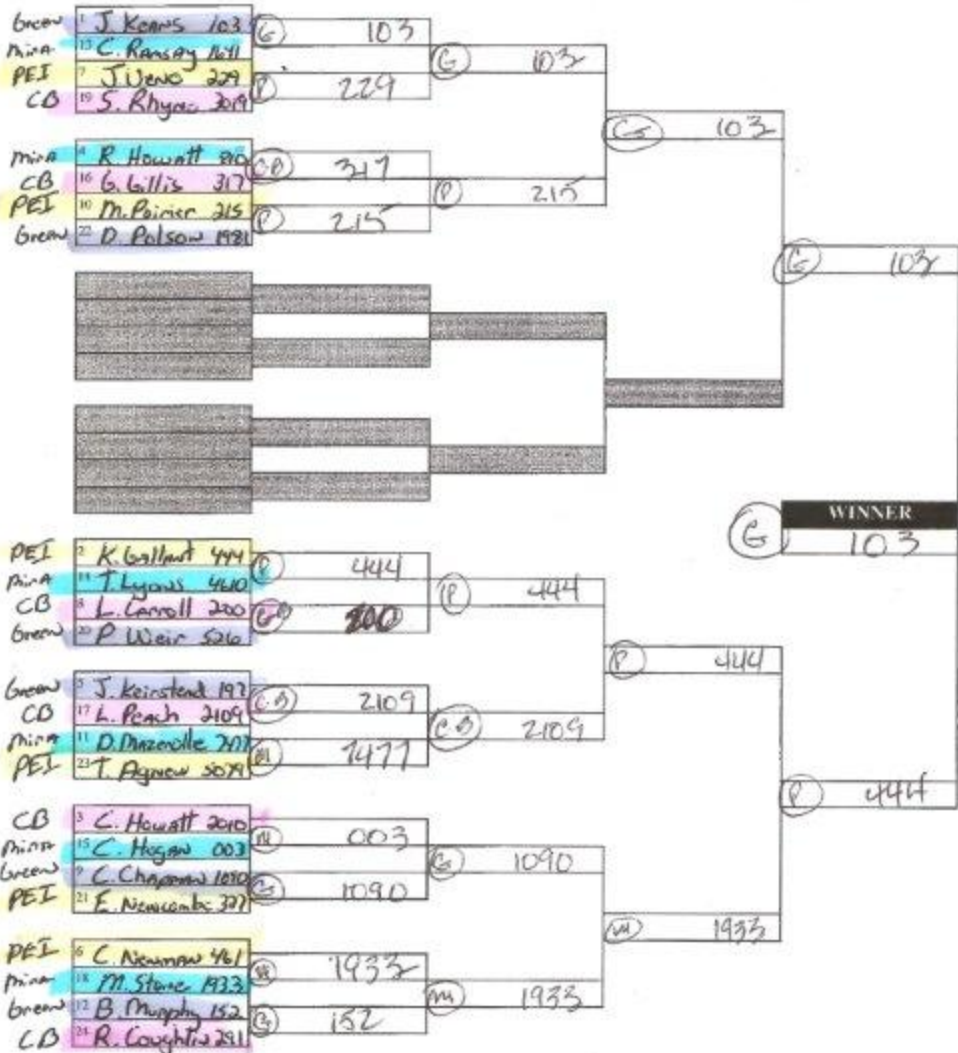 Green 1 J. Keans 103
Mira 13 C. Ramsay 1641
PEI 7 J. Ueno 229
CB 19 S. Rhyno 3019
G 103
P 229
G 103
Mira 4 R. Howatt 810
CB 16 G. Gillis 317
PEI 10 M. Poirier 215
Green 22 D. Polson 1981
CB 317
P 215
P 215
G 103
G 103
PEI 2 K. Gallant 444
Mira 14 T. Lyons 4610
CB 8 L. Carroll 200
Green 20 P. Weir 526
P 444
CB 200
P 444
Green 5 J. Keirstead 197
CB 17 L. Peach 2109
Mira 11 D. Mazerolle 7477
PEI 23 T. Agnew 5079
C.B 2109
M 7477
C.B 2109
P 444
CB 3 C. Howatt 2010
Mira 15 C. Hogan 003
Green 9 C. Chapman 1090
PEI 21 E. Newcombe 327
M 003
G 1090
G 1090
PEI 6 C. Newman 461
Mira 18 M. Stone 1933
Green 12 B. Murphy 152
CB 24 R. Coughlin 291
M 1933
G 152
M 1933
M 1933
P 444
WINNER
G 103